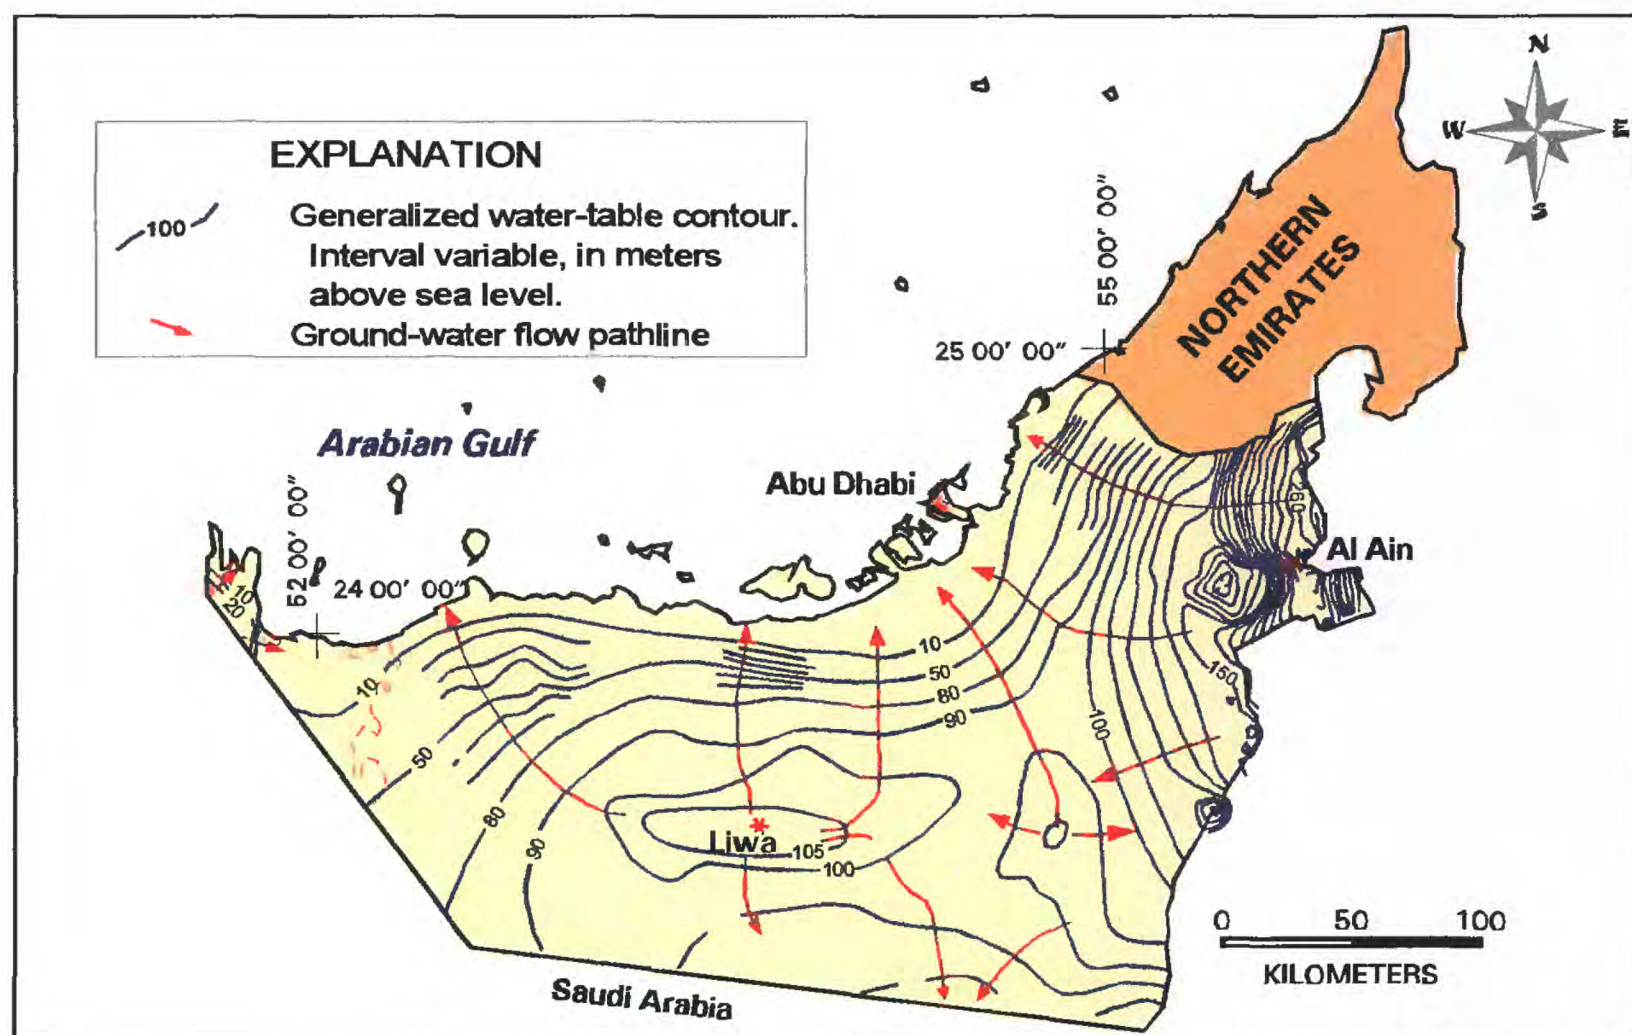 N
W
E
S
EXPLANATION
100
Generalized water-table contour.
Interval variable, in meters
above sea level.
Ground-water flow pathline
NORTHERN
EMIRATES
55 00' 00"
25 00' 00"
Arabian Gulf
52 00' 00"
24 00' 00"
Abu Dhabi
Al Ain
260
10
20
10
50
80
90
150
100
10
50
80
90
Liwa
105
100
0 50 100
KILOMETERS
Saudi Arabia